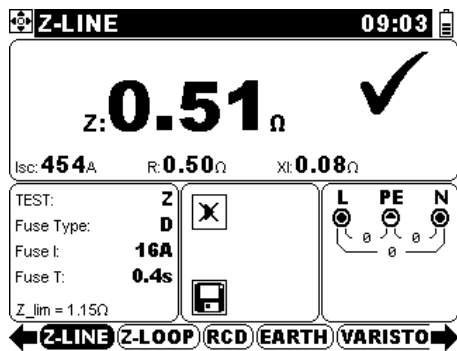 Z-LINE 09:03
Z: 0.51 Ω
Isc: 454A R: 0.50Ω Xl: 0.08Ω
TEST: Z
Fuse Type: D
Fuse I: 16A
Fuse T: 0.4s
Z_lim = 1.15Ω
L PE N
0 0
0
Z-LINE Z-LOOP RCD EARTH VARISTO